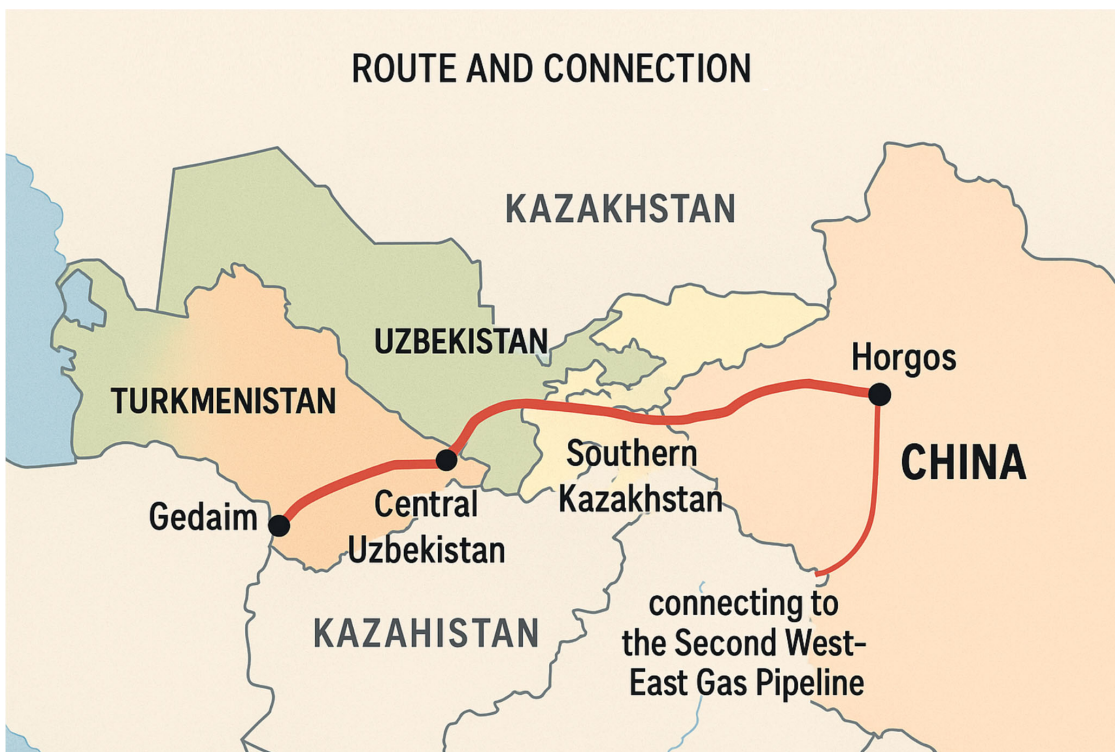 ROUTE AND CONNECTION
KAZAKHSTAN
UZBEKISTAN
Horgos
TURKMENISTAN
Southern
Kazakhstan
CHINA
Gedaim
Central
Uzbekistan
KAZAHISTAN
connecting to
the Second West-
East Gas Pipeline